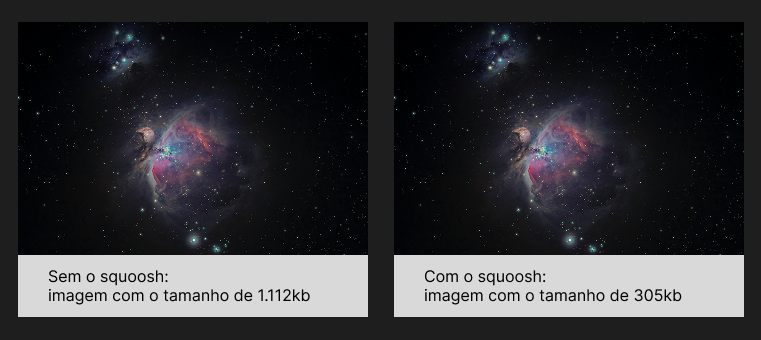 Sem o squoosh:
imagem com o tamanho de 1.112kb
Com o squoosh:
imagem com o tamanho de 305kb